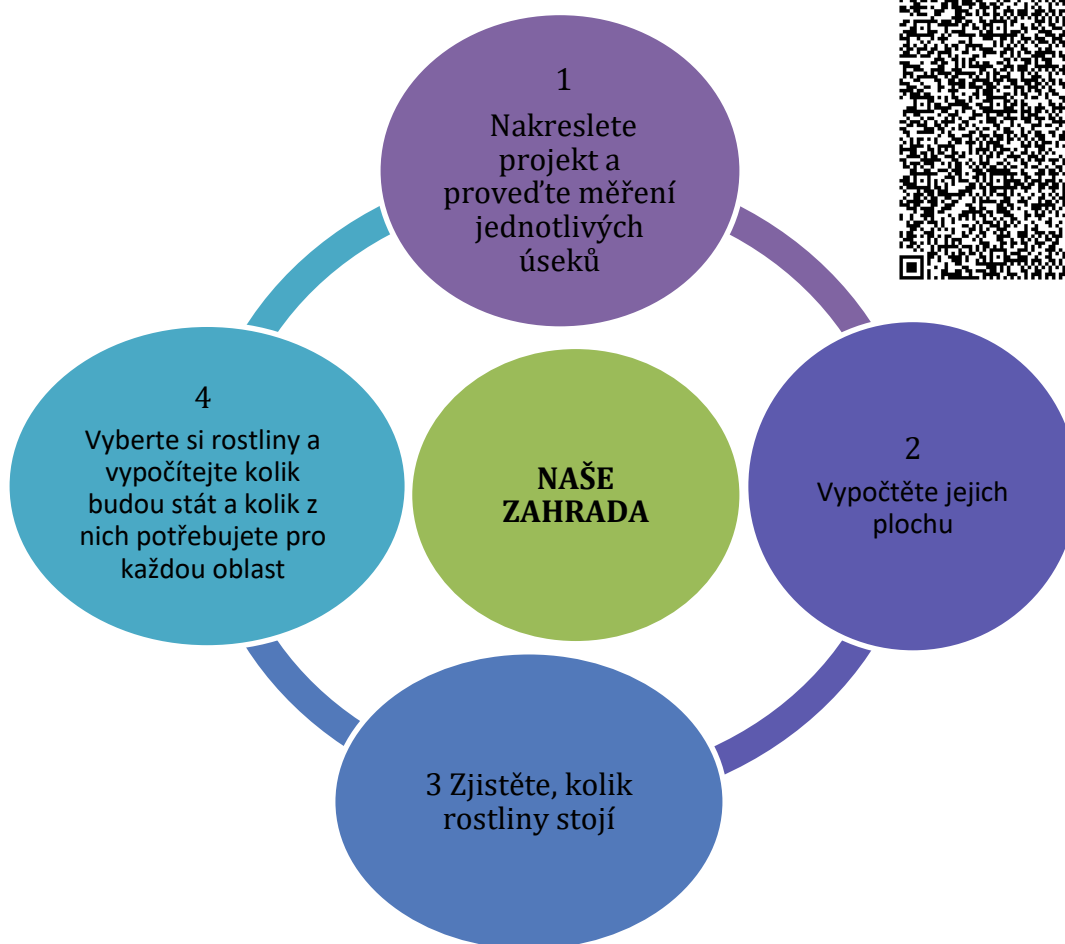 1
Nakreslete
projekt a
proveďte měření
jednotlivých
úseků
2
Vypočtěte jejich
plochu
3 Zjistěte, kolik
rostliny stojí
4
Vyberte si rostliny a
vypočítejte kolik
budou stát a kolik z
nich potřebujete pro
každou oblast
NAŠE
ZAHRADA